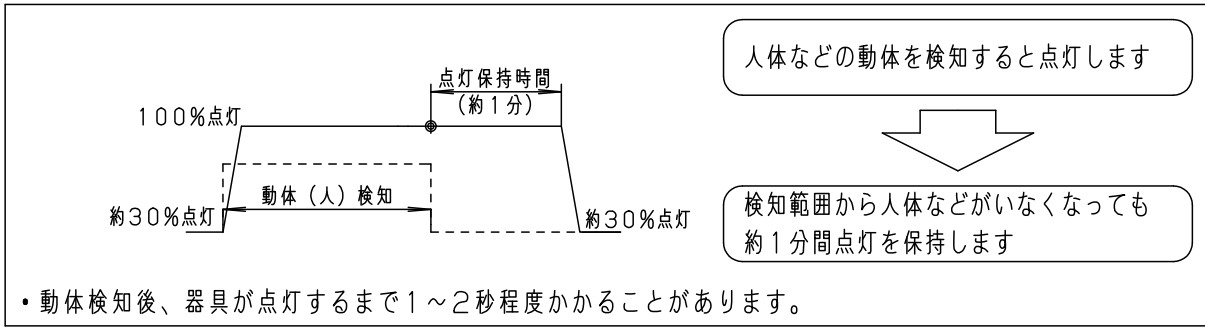 点灯保持時間
(約1分)
100%点灯
動体(人)検知
約30%点灯
約30%点灯
人体などの動体を検知すると点灯します
検知範囲から人体などがいなくなっても
約1分間点灯を保持します
・動体検知後、器具が点灯するまで1～2秒程度かかることがあります。